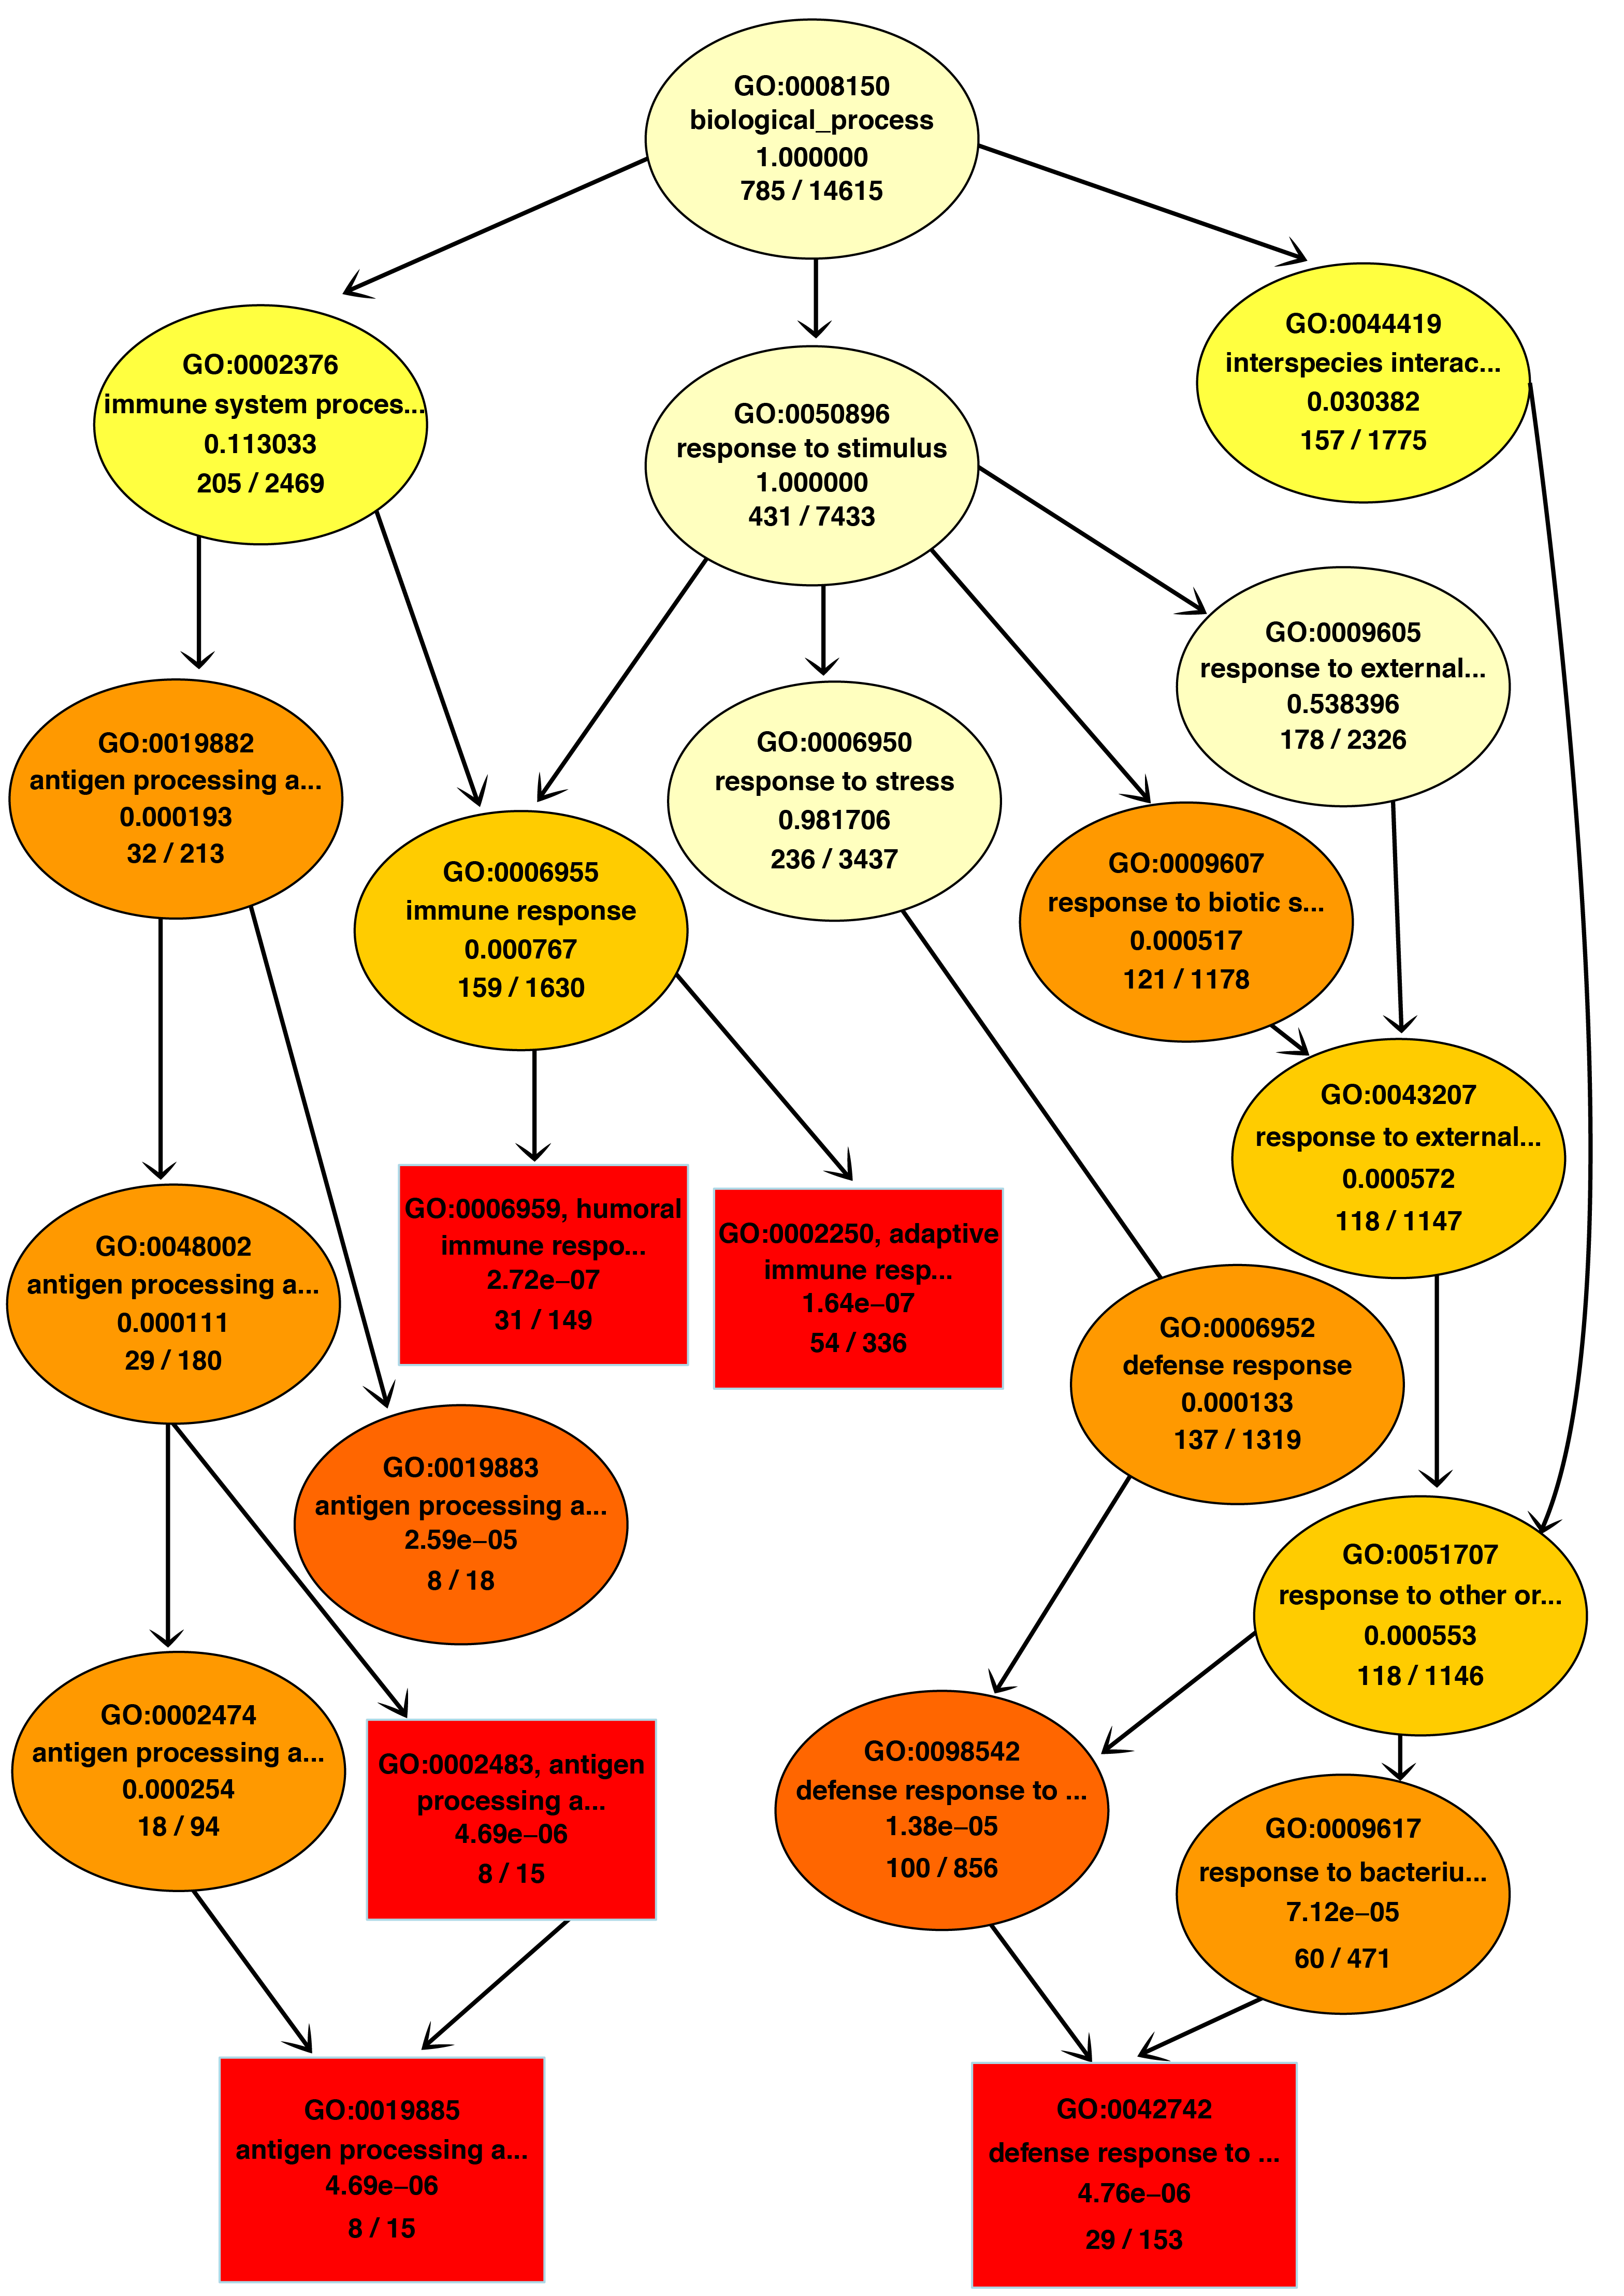 GO:0008150
biological_process
1.000000
785 / 14615
GO:0044419
interspecies interac...
0.030382
157 / 1775
GO:0002376
immune system proces...
0.113033
205 / 2469
GO:0050896
response to stimulus
1.000000
431 / 7433
GO:0009605
response to external...
0.538396
178 / 2326
GO:0019882
antigen processing a...
0.000193
32 / 213
GO:0006950
response to stress
0.981706
236 / 3437
GO:0006955
immune response
0.000767
159 / 1630
GO:0009607
response to biotic s...
0.000517
121 / 1178
GO:0043207
response to external...
0.000572
118 / 1147
GO:0006959, humoral
immune respo...
2.72e−07
31 / 149
GO:0002250, adaptive
immune resp...
1.64e−07
54 / 336
GO:0048002
antigen processing a...
0.000111
29 / 180
GO:0006952
defense response
0.000133
137 / 1319
GO:0019883
antigen processing a...
2.59e−05
8 / 18
GO:0051707
response to other or...
0.000553
118 / 1146
GO:0002474
antigen processing a...
0.000254
18 / 94
GO:0002483, antigen
processing a...
4.69e−06
8 / 15
GO:0098542
defense response to ...
1.38e−05
100 / 856
GO:0009617
response to bacteriu...
7.12e−05
60 / 471
GO:0019885
antigen processing a...
4.69e−06
8 / 15
GO:0042742
defense response to ...
4.76e−06
29 / 153